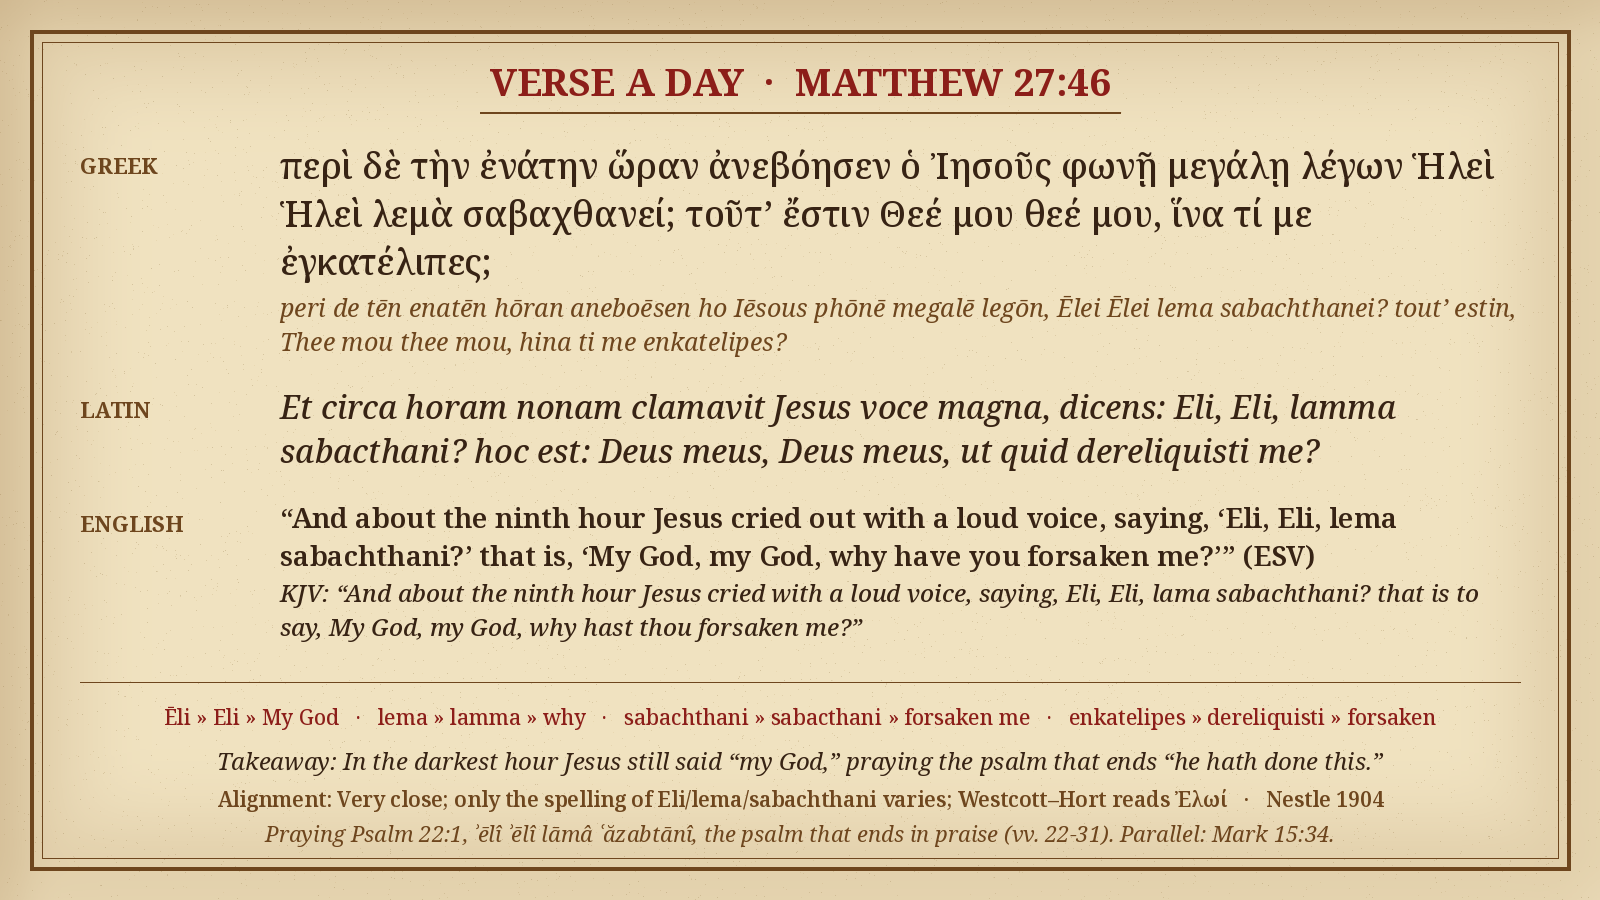 VERSE A DAY · MATTHEW 27:46
GREEK
περὶ δὲ τὴν ἐνάτην ὥραν ἀνεβόησεν ὁ Ἰησοῦς φωνῇ μεγάλῃ λέγων Ἡλεὶ
Ἡλεὶ λεμὰ σαβαχθανεί; τοῦτ’ ἔστιν Θεέ μου θεέ μου, ἵνα τί με
ἐγκατέλιπες;
peri de tēn enatēn hōran aneboēsen ho Iēsous phōnē megalē legōn, Ēlei Ēlei lema sabachthanei? tout’ estin,
Thee mou thee mou, hina ti me enkatelipes?
LATIN
Et circa horam nonam clamavit Jesus voce magna, dicens: Eli, Eli, lamma
sabacthani? hoc est: Deus meus, Deus meus, ut quid dereliquisti me?
ENGLISH
“And about the ninth hour Jesus cried out with a loud voice, saying, ‘Eli, Eli, lema
sabachthani?’ that is, ‘My God, my God, why have you forsaken me?’” (ESV)
KJV: “And about the ninth hour Jesus cried with a loud voice, saying, Eli, Eli, lama sabachthani? that is to
say, My God, my God, why hast thou forsaken me?”
Ēli » Eli » My God · lema » lamma » why · sabachthani » sabacthani » forsaken me · enkatelipes » dereliquisti » forsaken
Takeaway: In the darkest hour Jesus still said “my God,” praying the psalm that ends “he hath done this.”
Alignment: Very close; only the spelling of Eli/lema/sabachthani varies; Westcott–Hort reads Ἐλωί · Nestle 1904
Praying Psalm 22:1, ʾēlî ʾēlî lāmâ ʿăzabtānî, the psalm that ends in praise (vv. 22-31). Parallel: Mark 15:34.